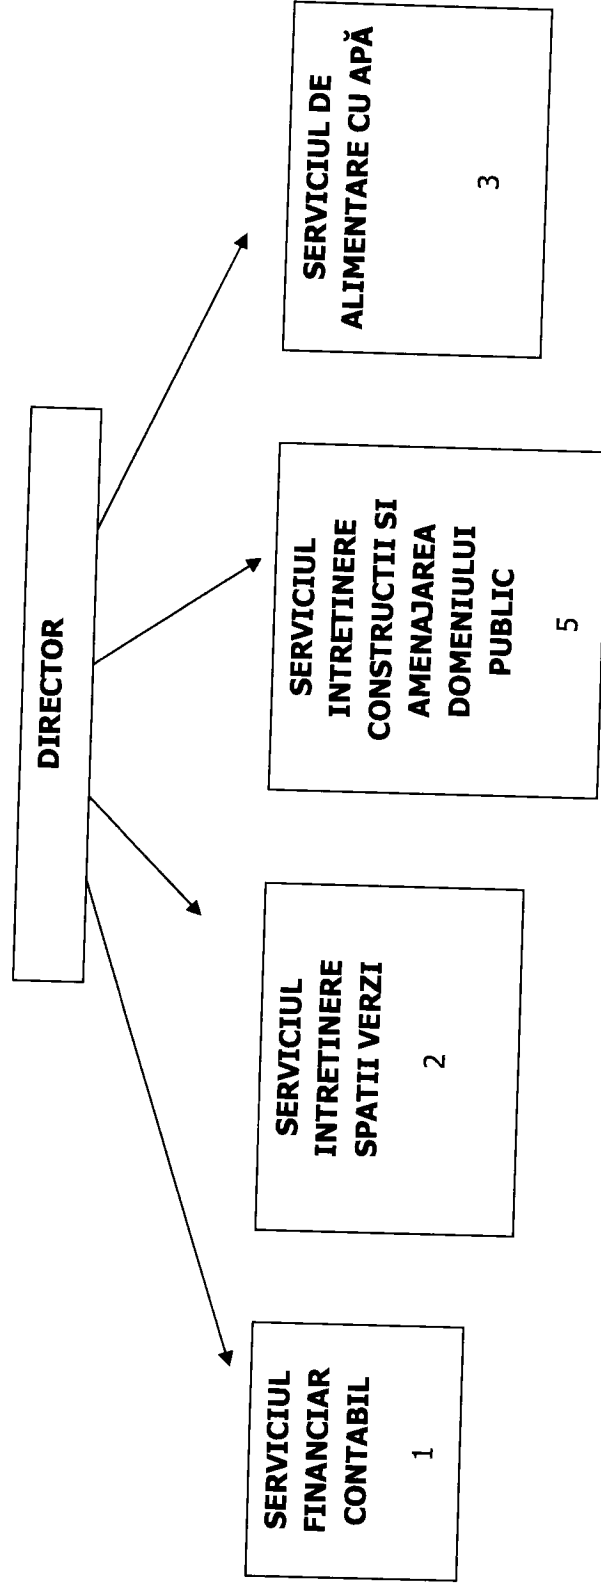 DIRECTOR
SERVICIUL
FINANCIAR
CONTABIL
1
SERVICIUL
INTRETINERE
SPATII VERZI
2
SERVICIUL
INTRETINERE
CONSTRUCTII SI
AMENAJAREA
DOMENIULUI
PUBLIC
5
SERVICIUL DE
ALIMENTARE CU APĂ
3